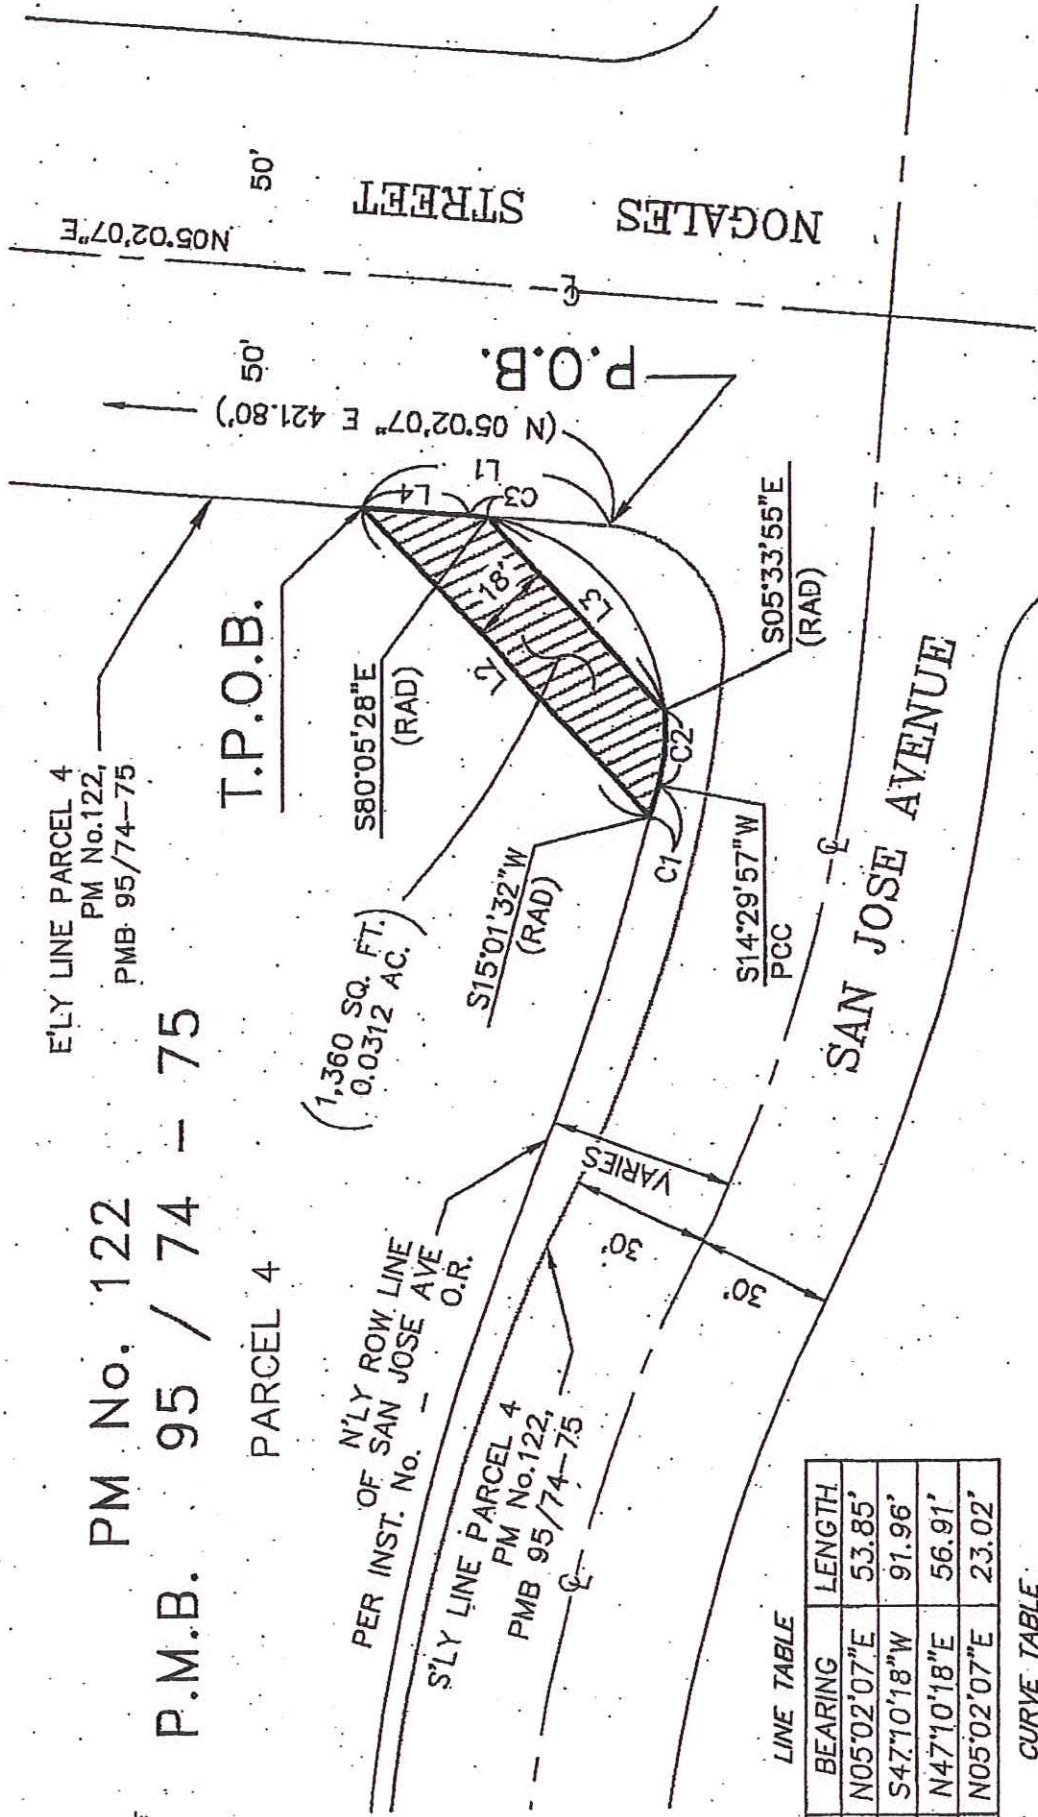 PM No. 122
P.M.B. 95 / 74 - 75
PARCEL 4
E'LY LINE PARCEL 4
PM No.122,
PMB 95/74-75
T.P.O.B.
P.O.B.
N05°02'07"E
50'
50'
(N 05°02'07" E 421.80')
NOGALES STREET
L1
L4
C3
L2
18'
L3
S80°05'28"E
(RAD)
(1,360 SQ. FT.
0.0312 AC.)
S15°01'32"W
(RAD)
C1
C2
S14°29'57"W
PCC
S05°33'55"E
(RAD)
N'LY ROW LINE
OF SAN JOSE AVE
PER INST. No. _ O.R.
S'LY LINE PARCEL 4
PM No.122,
PMB 95/74-75
VARIES
30'
30'
SAN JOSE AVENUE
LINE TABLE
BEARING LENGTH
N05°02'07"E 53.85'
S47°10'18"W 91.96'
N47°10'18"E 56.91'
N05°02'07"E 23.02'
CURVE TABLE